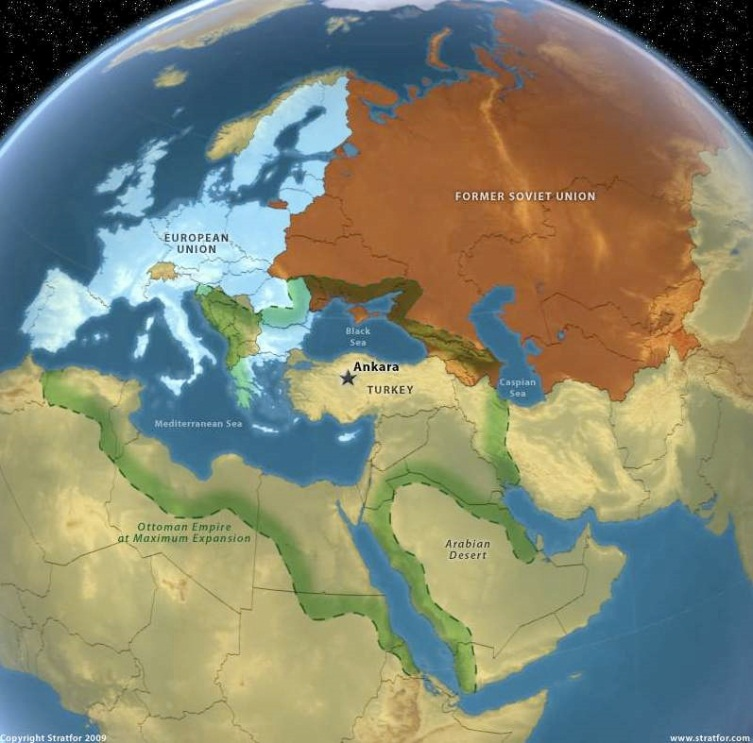 FORMER SOVIET UNION
EUROPEAN
UNION
Black
Sea
Ankara
TURKEY
Caspian
Sea
Mediterranean Sea
Ottoman Empire
at Maximum Expansion
Arabian
Desert
Copyright Stratfor 2009
www.stratfor.com